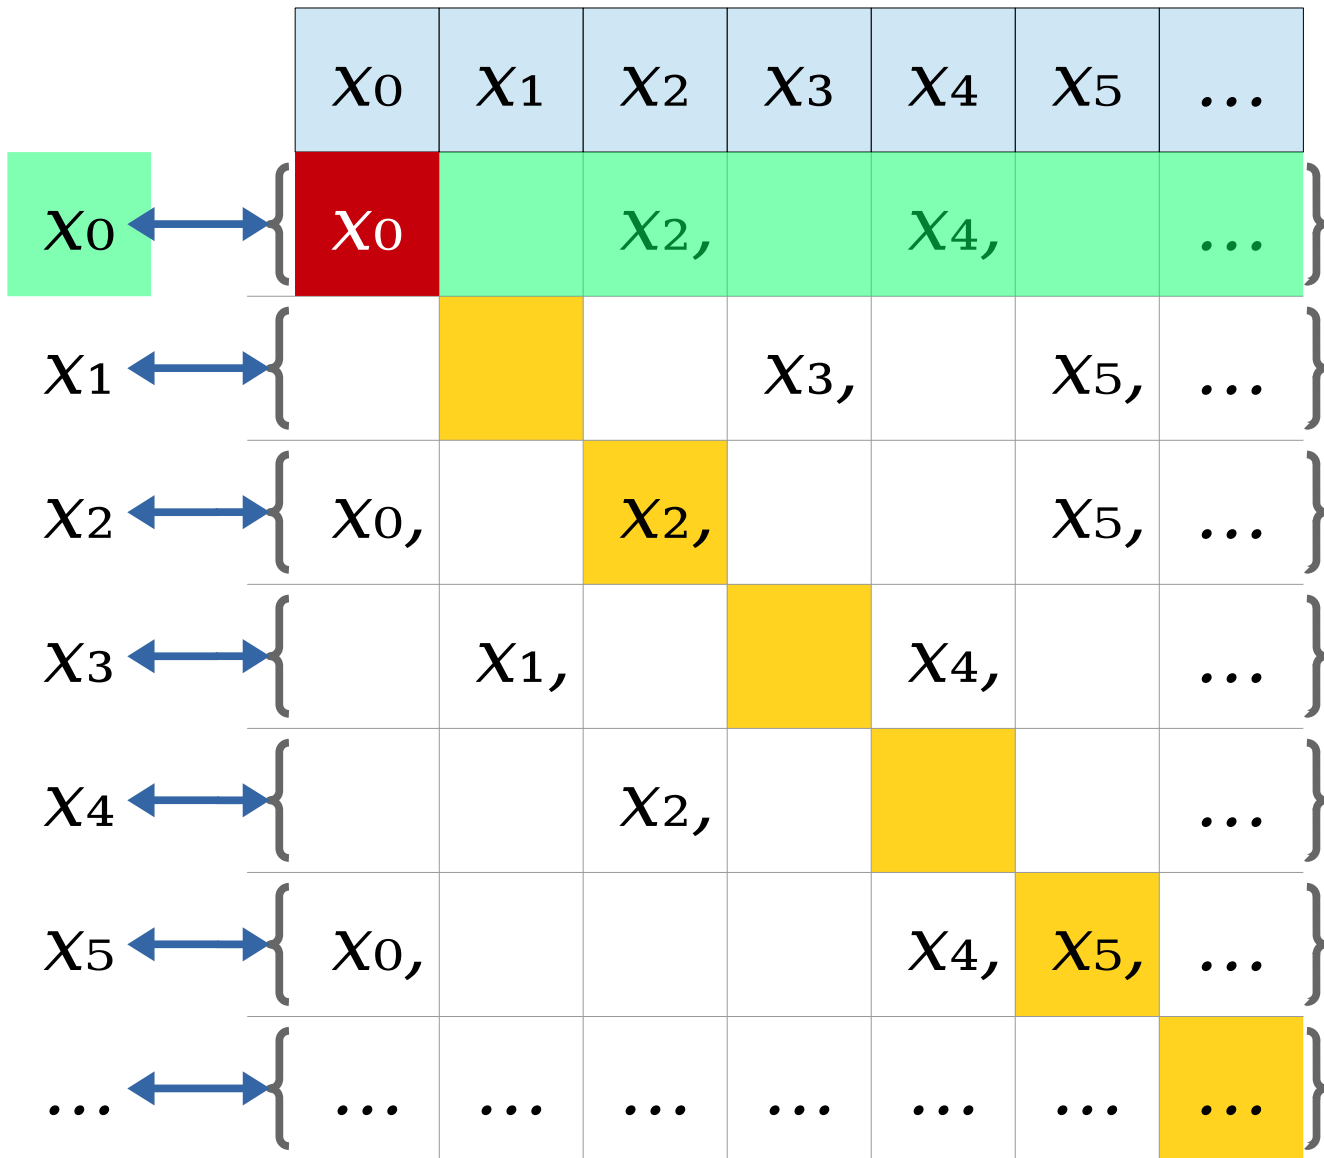 x₀ x₁ x₂ x₃ x₄ x₅ ...
x₀ { x₀ x₂, x₄, ... }
x₁ { x₃, x₅, ... }
x₂ { x₀, x₂, x₅, ... }
x₃ { x₁, x₄, ... }
x₄ { x₂, ... }
x₅ { x₀, x₄, x₅, ... }
... { ... ... ... ... ... ... ... }